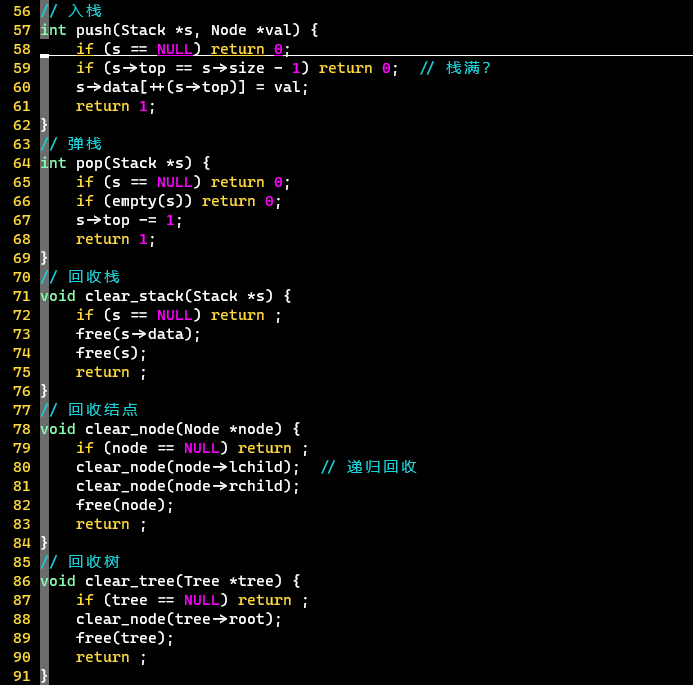 56 // 入栈
57 int push(Stack *s, Node *val) {
58     if (s == NULL) return 0;
59     if (s->top == s->size - 1) return 0;  // 栈满?
60     s->data[++(s->top)] = val;
61     return 1;
62 }
63 // 弹栈
64 int pop(Stack *s) {
65     if (s == NULL) return 0;
66     if (empty(s)) return 0;
67     s->top -= 1;
68     return 1;
69 }
70 // 回收栈
71 void clear_stack(Stack *s) {
72     if (s == NULL) return ;
73     free(s->data);
74     free(s);
75     return ;
76 }
77 // 回收结点
78 void clear_node(Node *node) {
79     if (node == NULL) return ;
80     clear_node(node->lchild);  // 递归回收
81     clear_node(node->rchild);
82     free(node);
83     return ;
84 }
85 // 回收树
86 void clear_tree(Tree *tree) {
87     if (tree == NULL) return ;
88     clear_node(tree->root);
89     free(tree);
90     return ;
91 }